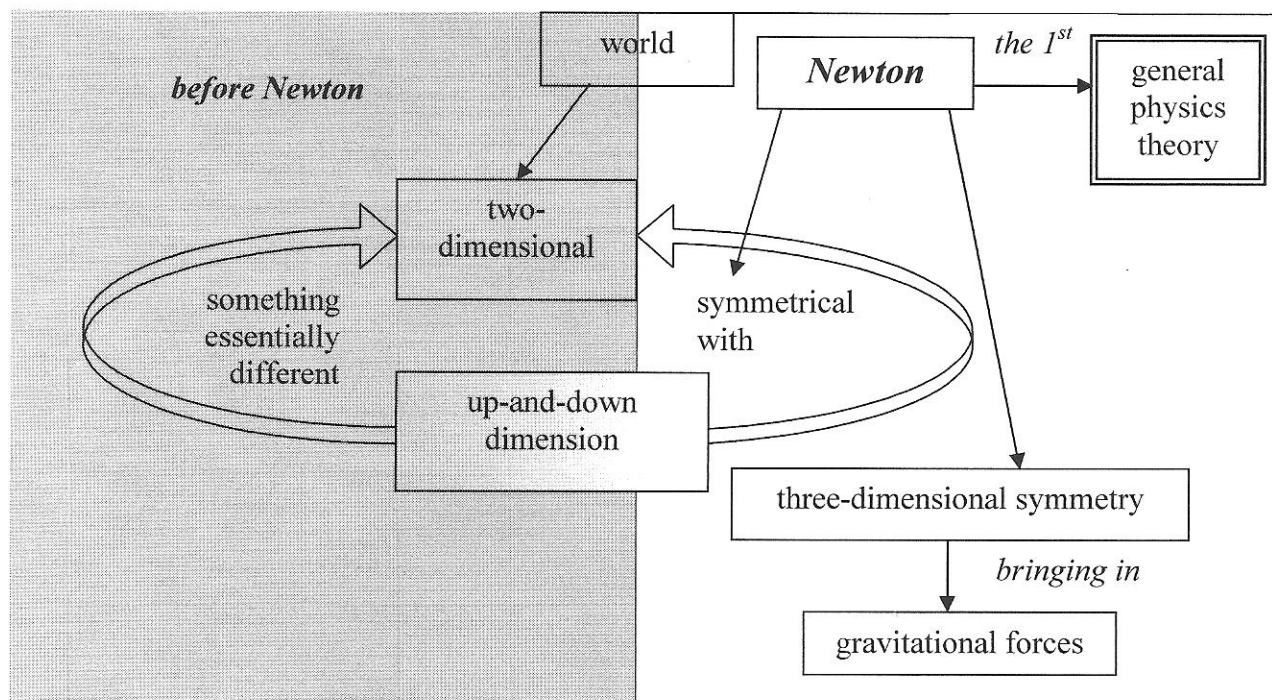 world
before Newton
Newton
the 1st
general
physics
theory
two-
dimensional
something
essentially
different
symmetrical
with
up-and-down
dimension
three-dimensional symmetry
bringing in
gravitational forces